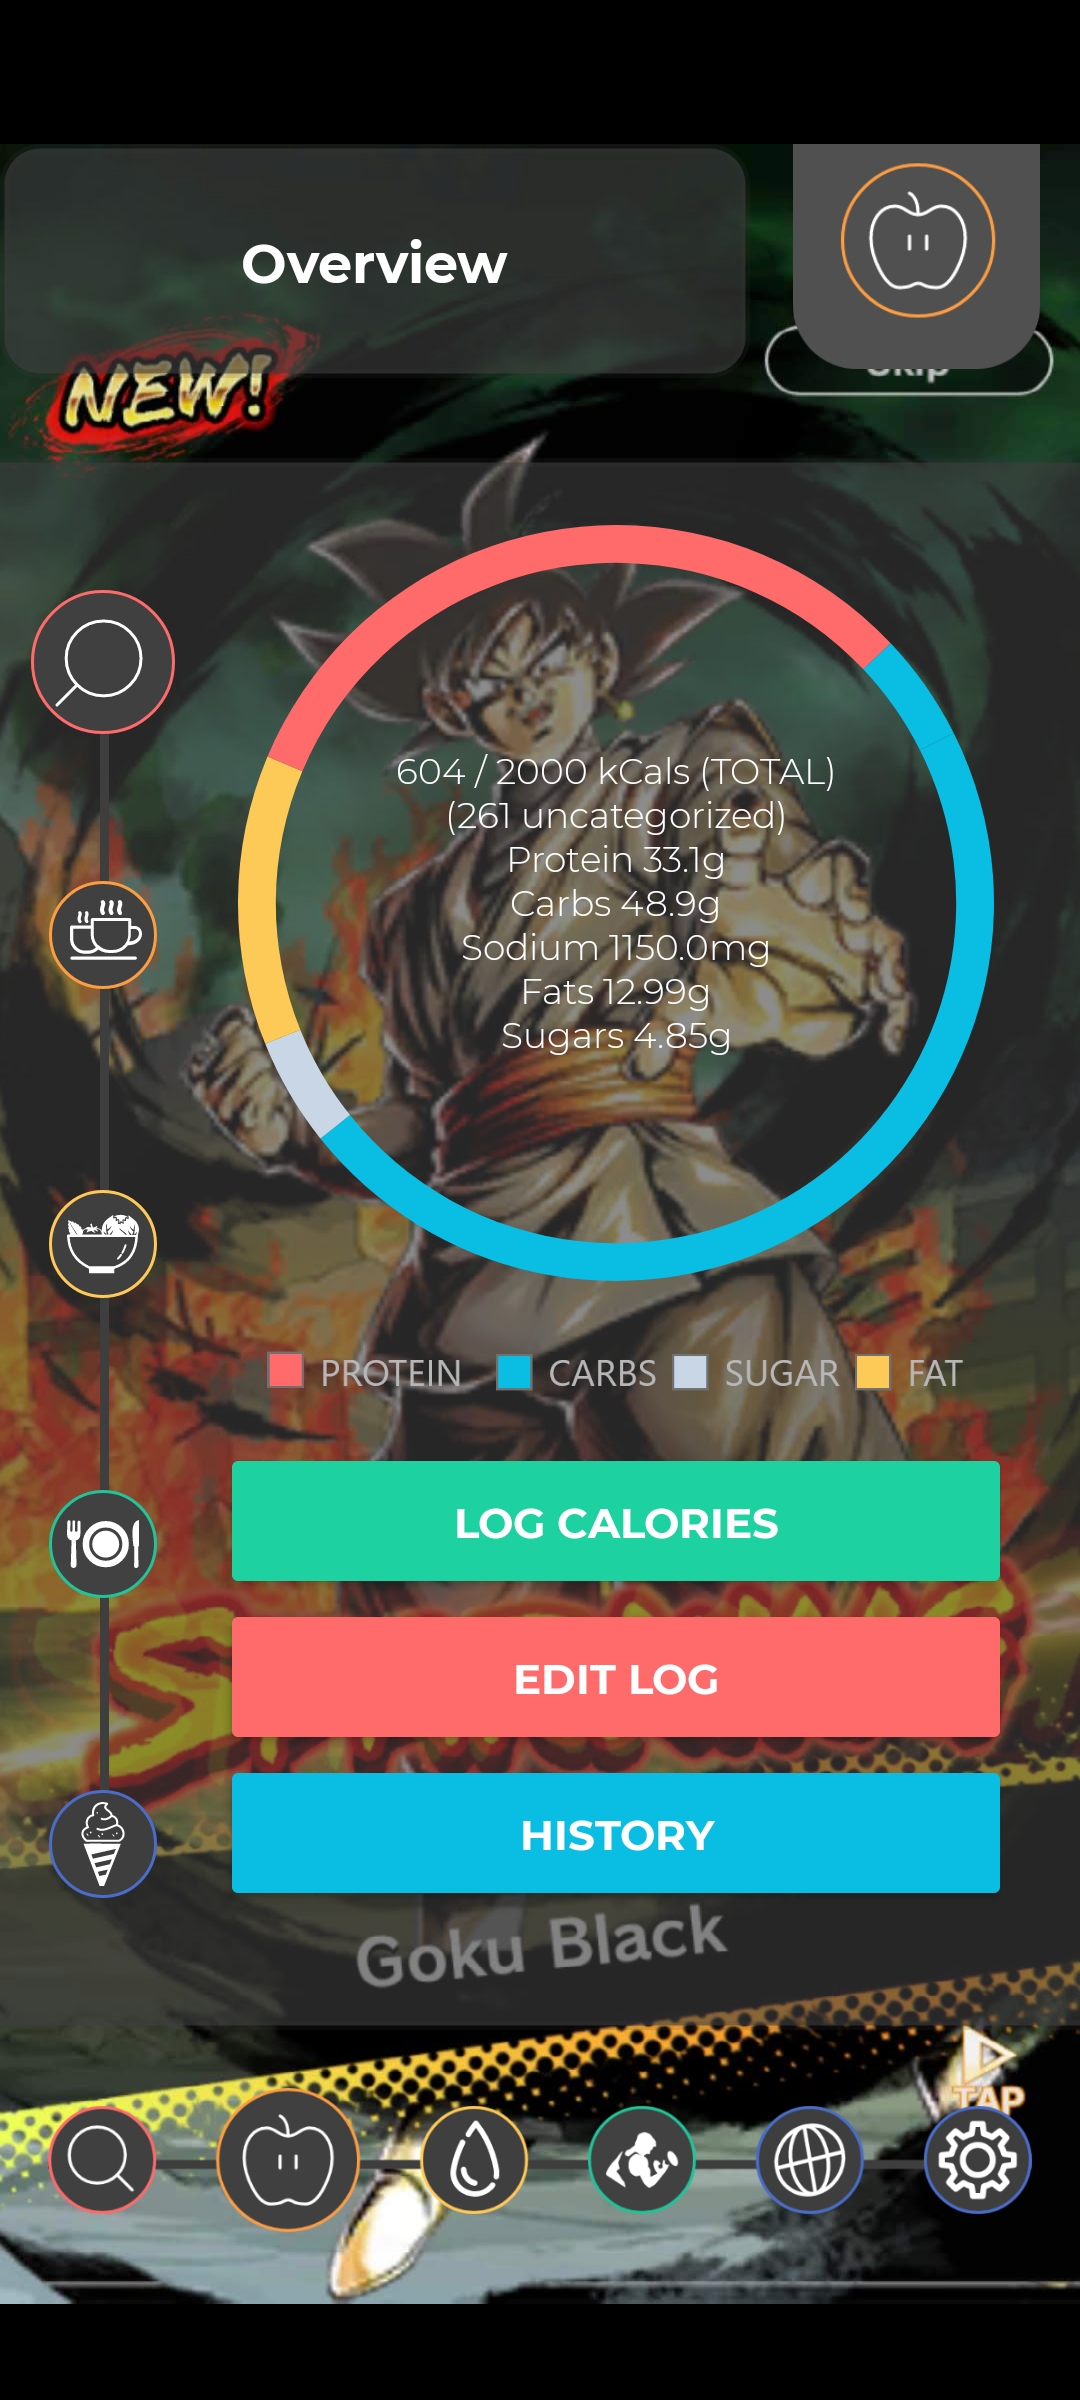 Overview
NEW!
Skip
604 / 2000 kCals (TOTAL)
(261 uncategorized)
Protein 33.1g
Carbs 48.9g
Sodium 1150.0mg
Fats 12.99g
Sugars 4.85g
PROTEIN CARBS SUGAR FAT
LOG CALORIES
EDIT LOG
HISTORY
Goku Black
TAP